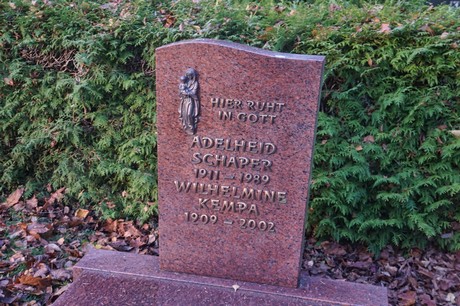 HIER RUHT
IN GOTT
ADELHEID
SCHAPER
1911 – 1989
WILHELMINE
KEMPA
1909 – 2002